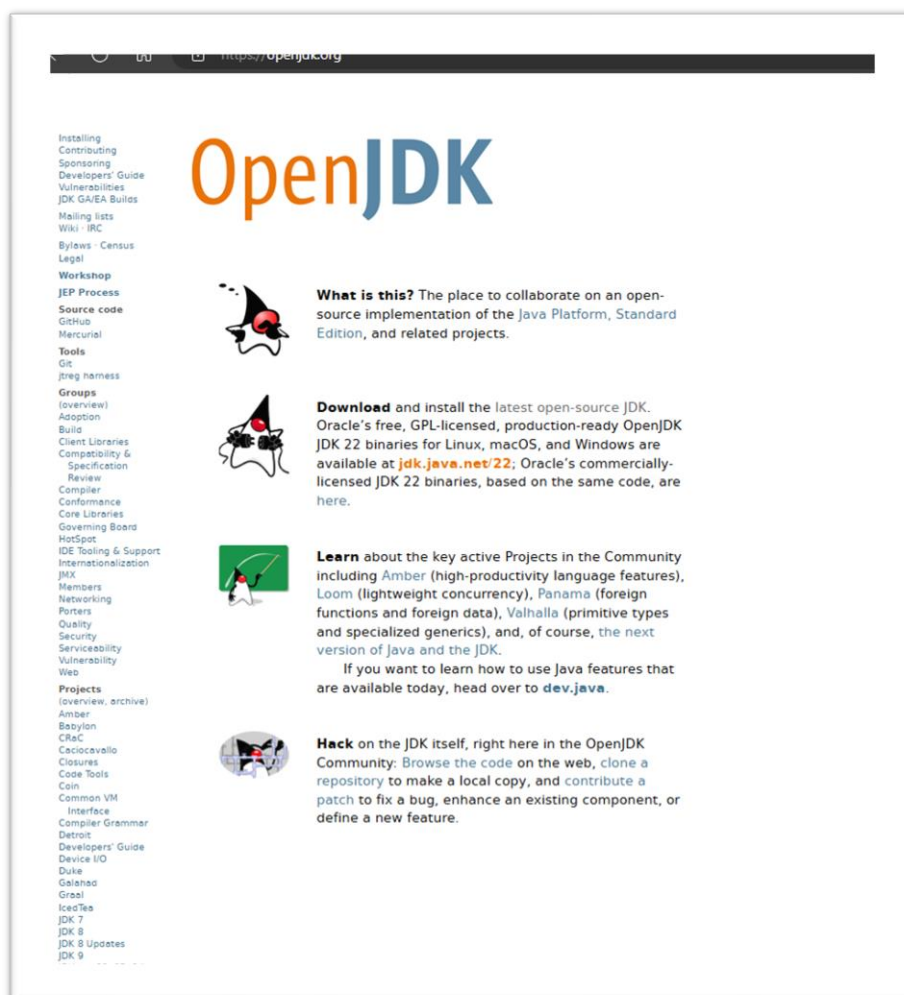 https://openjdk.org
Installing
Contributing
Sponsoring
Developers' Guide
Vulnerabilities
JDK GA/EA Builds
Mailing lists
Wiki · IRC
Bylaws · Census
Legal
Workshop
JEP Process
Source code
GitHub
Mercurial
Tools
Git
jtreg harness
Groups
(overview)
Adoption
Build
Client Libraries
Compatibility &
Specification
Review
Compiler
Conformance
Core Libraries
Governing Board
HotSpot
IDE Tooling & Support
Internationalization
JMX
Members
Networking
Porters
Quality
Security
Serviceability
Vulnerability
Web
Projects
(overview, archive)
Amber
Babylon
CRaC
Caciocavallo
Closures
Code Tools
Coin
Common VM
Interface
Compiler Grammar
Detroit
Developers' Guide
Device I/O
Duke
Galahad
Graal
IcedTea
JDK 7
JDK 8
JDK 8 Updates
JDK 9
OpenJDK
What is this? The place to collaborate on an open-
source implementation of the Java Platform, Standard
Edition, and related projects.
Download and install the latest open-source JDK.
Oracle's free, GPL-licensed, production-ready OpenJDK
JDK 22 binaries for Linux, macOS, and Windows are
available at jdk.java.net/22; Oracle's commercially-
licensed JDK 22 binaries, based on the same code, are
here.
Learn about the key active Projects in the Community
including Amber (high-productivity language features),
Loom (lightweight concurrency), Panama (foreign
functions and foreign data), Valhalla (primitive types
and specialized generics), and, of course, the next
version of Java and the JDK.
If you want to learn how to use Java features that
are available today, head over to dev.java.
Hack on the JDK itself, right here in the OpenJDK
Community: Browse the code on the web, clone a
repository to make a local copy, and contribute a
patch to fix a bug, enhance an existing component, or
define a new feature.